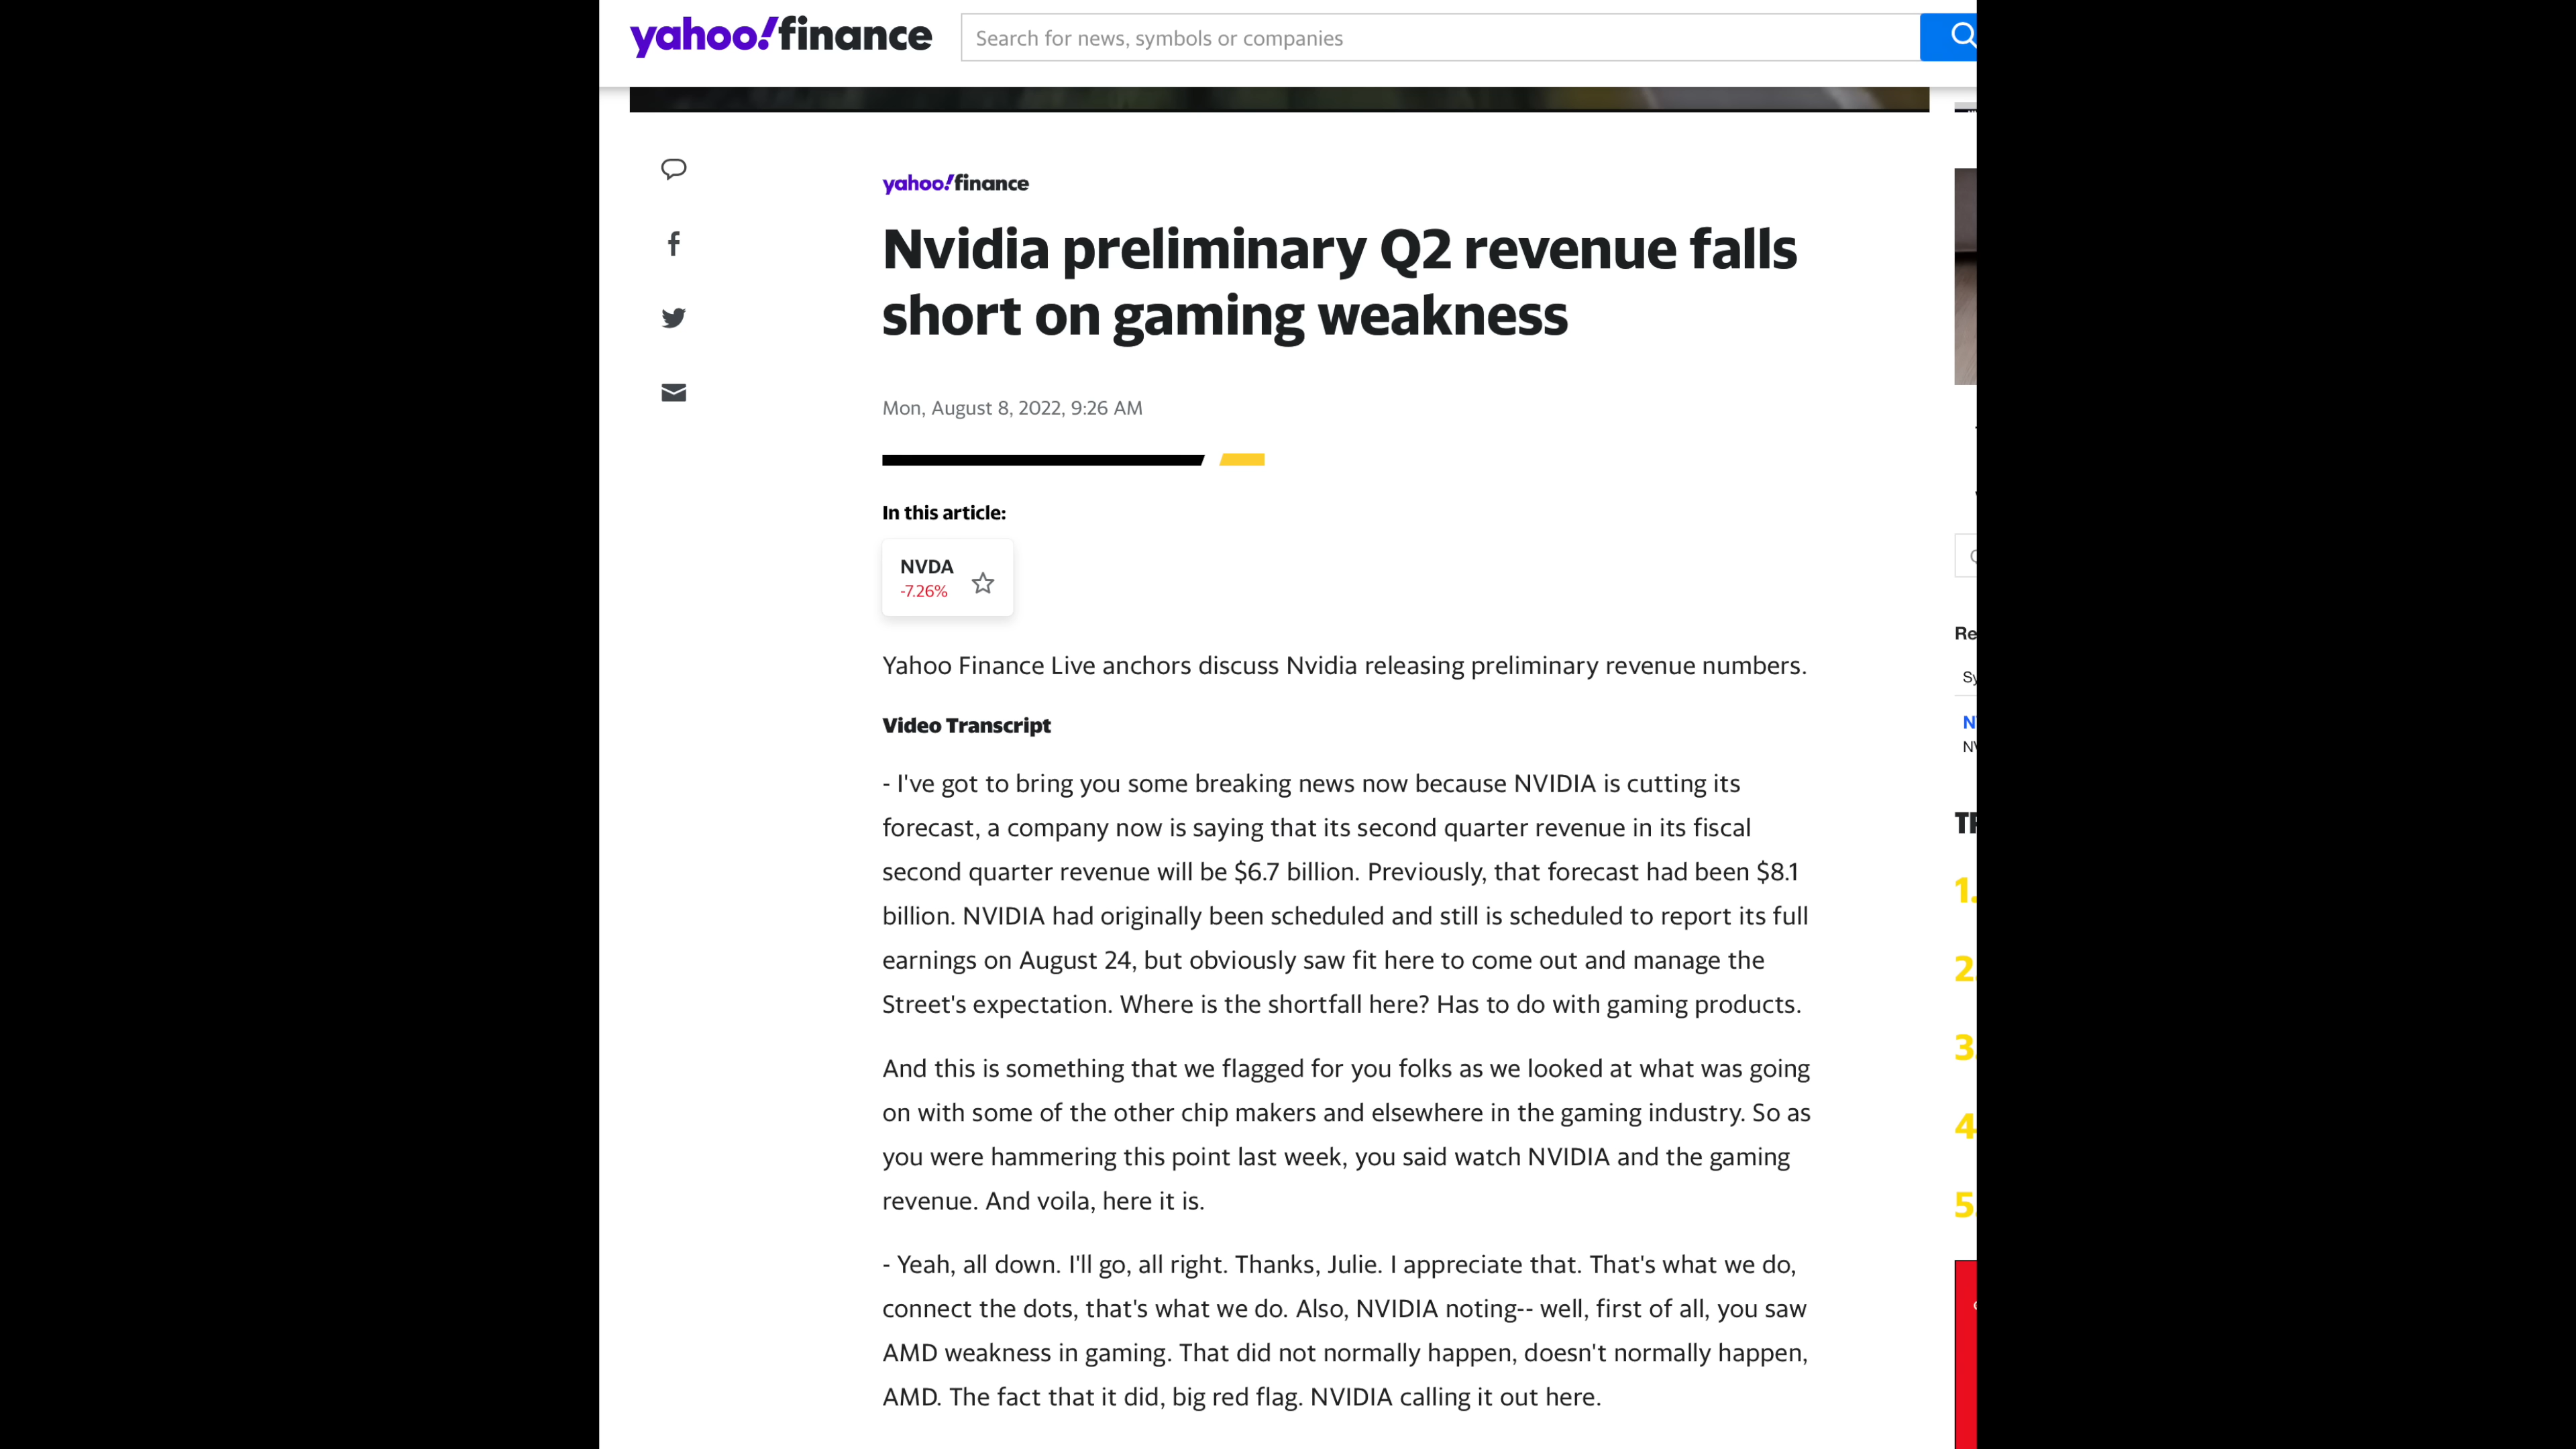 yahoo!finance
Search for news, symbols or companies
yahoo!finance
Nvidia preliminary Q2 revenue falls
short on gaming weakness
Mon, August 8, 2022, 9:26 AM
In this article:
NVDA
-7.26%
Yahoo Finance Live anchors discuss Nvidia releasing preliminary revenue numbers.
Video Transcript
- I've got to bring you some breaking news now because NVIDIA is cutting its
forecast, a company now is saying that its second quarter revenue in its fiscal
second quarter revenue will be $6.7 billion. Previously, that forecast had been $8.1
billion. NVIDIA had originally been scheduled and still is scheduled to report its full
earnings on August 24, but obviously saw fit here to come out and manage the
Street's expectation. Where is the shortfall here? Has to do with gaming products.
And this is something that we flagged for you folks as we looked at what was going
on with some of the other chip makers and elsewhere in the gaming industry. So as
you were hammering this point last week, you said watch NVIDIA and the gaming
revenue. And voila, here it is.
- Yeah, all down. I'll go, all right. Thanks, Julie. I appreciate that. That's what we do,
connect the dots, that's what we do. Also, NVIDIA noting-- well, first of all, you saw
AMD weakness in gaming. That did not normally happen, doesn't normally happen,
AMD. The fact that it did, big red flag. NVIDIA calling it out here.
Re
Sy
N
1.
2.
3.
4
5.